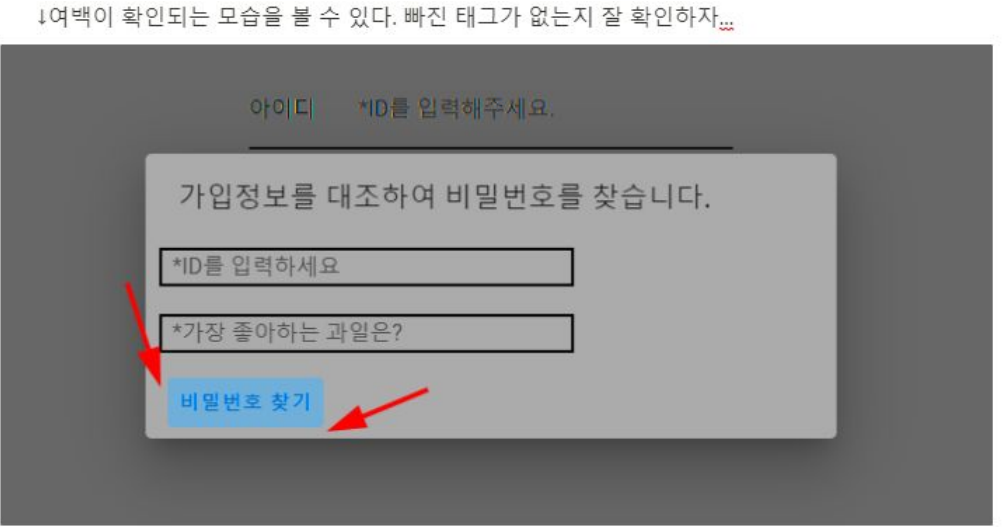 ↓여백이 확인되는 모습을 볼 수 있다. 빠진 태그가 없는지 잘 확인하자...
아이디 *ID를 입력해주세요.
가입정보를 대조하여 비밀번호를 찾습니다.
*ID를 입력하세요
*가장 좋아하는 과일은?
비밀번호 찾기